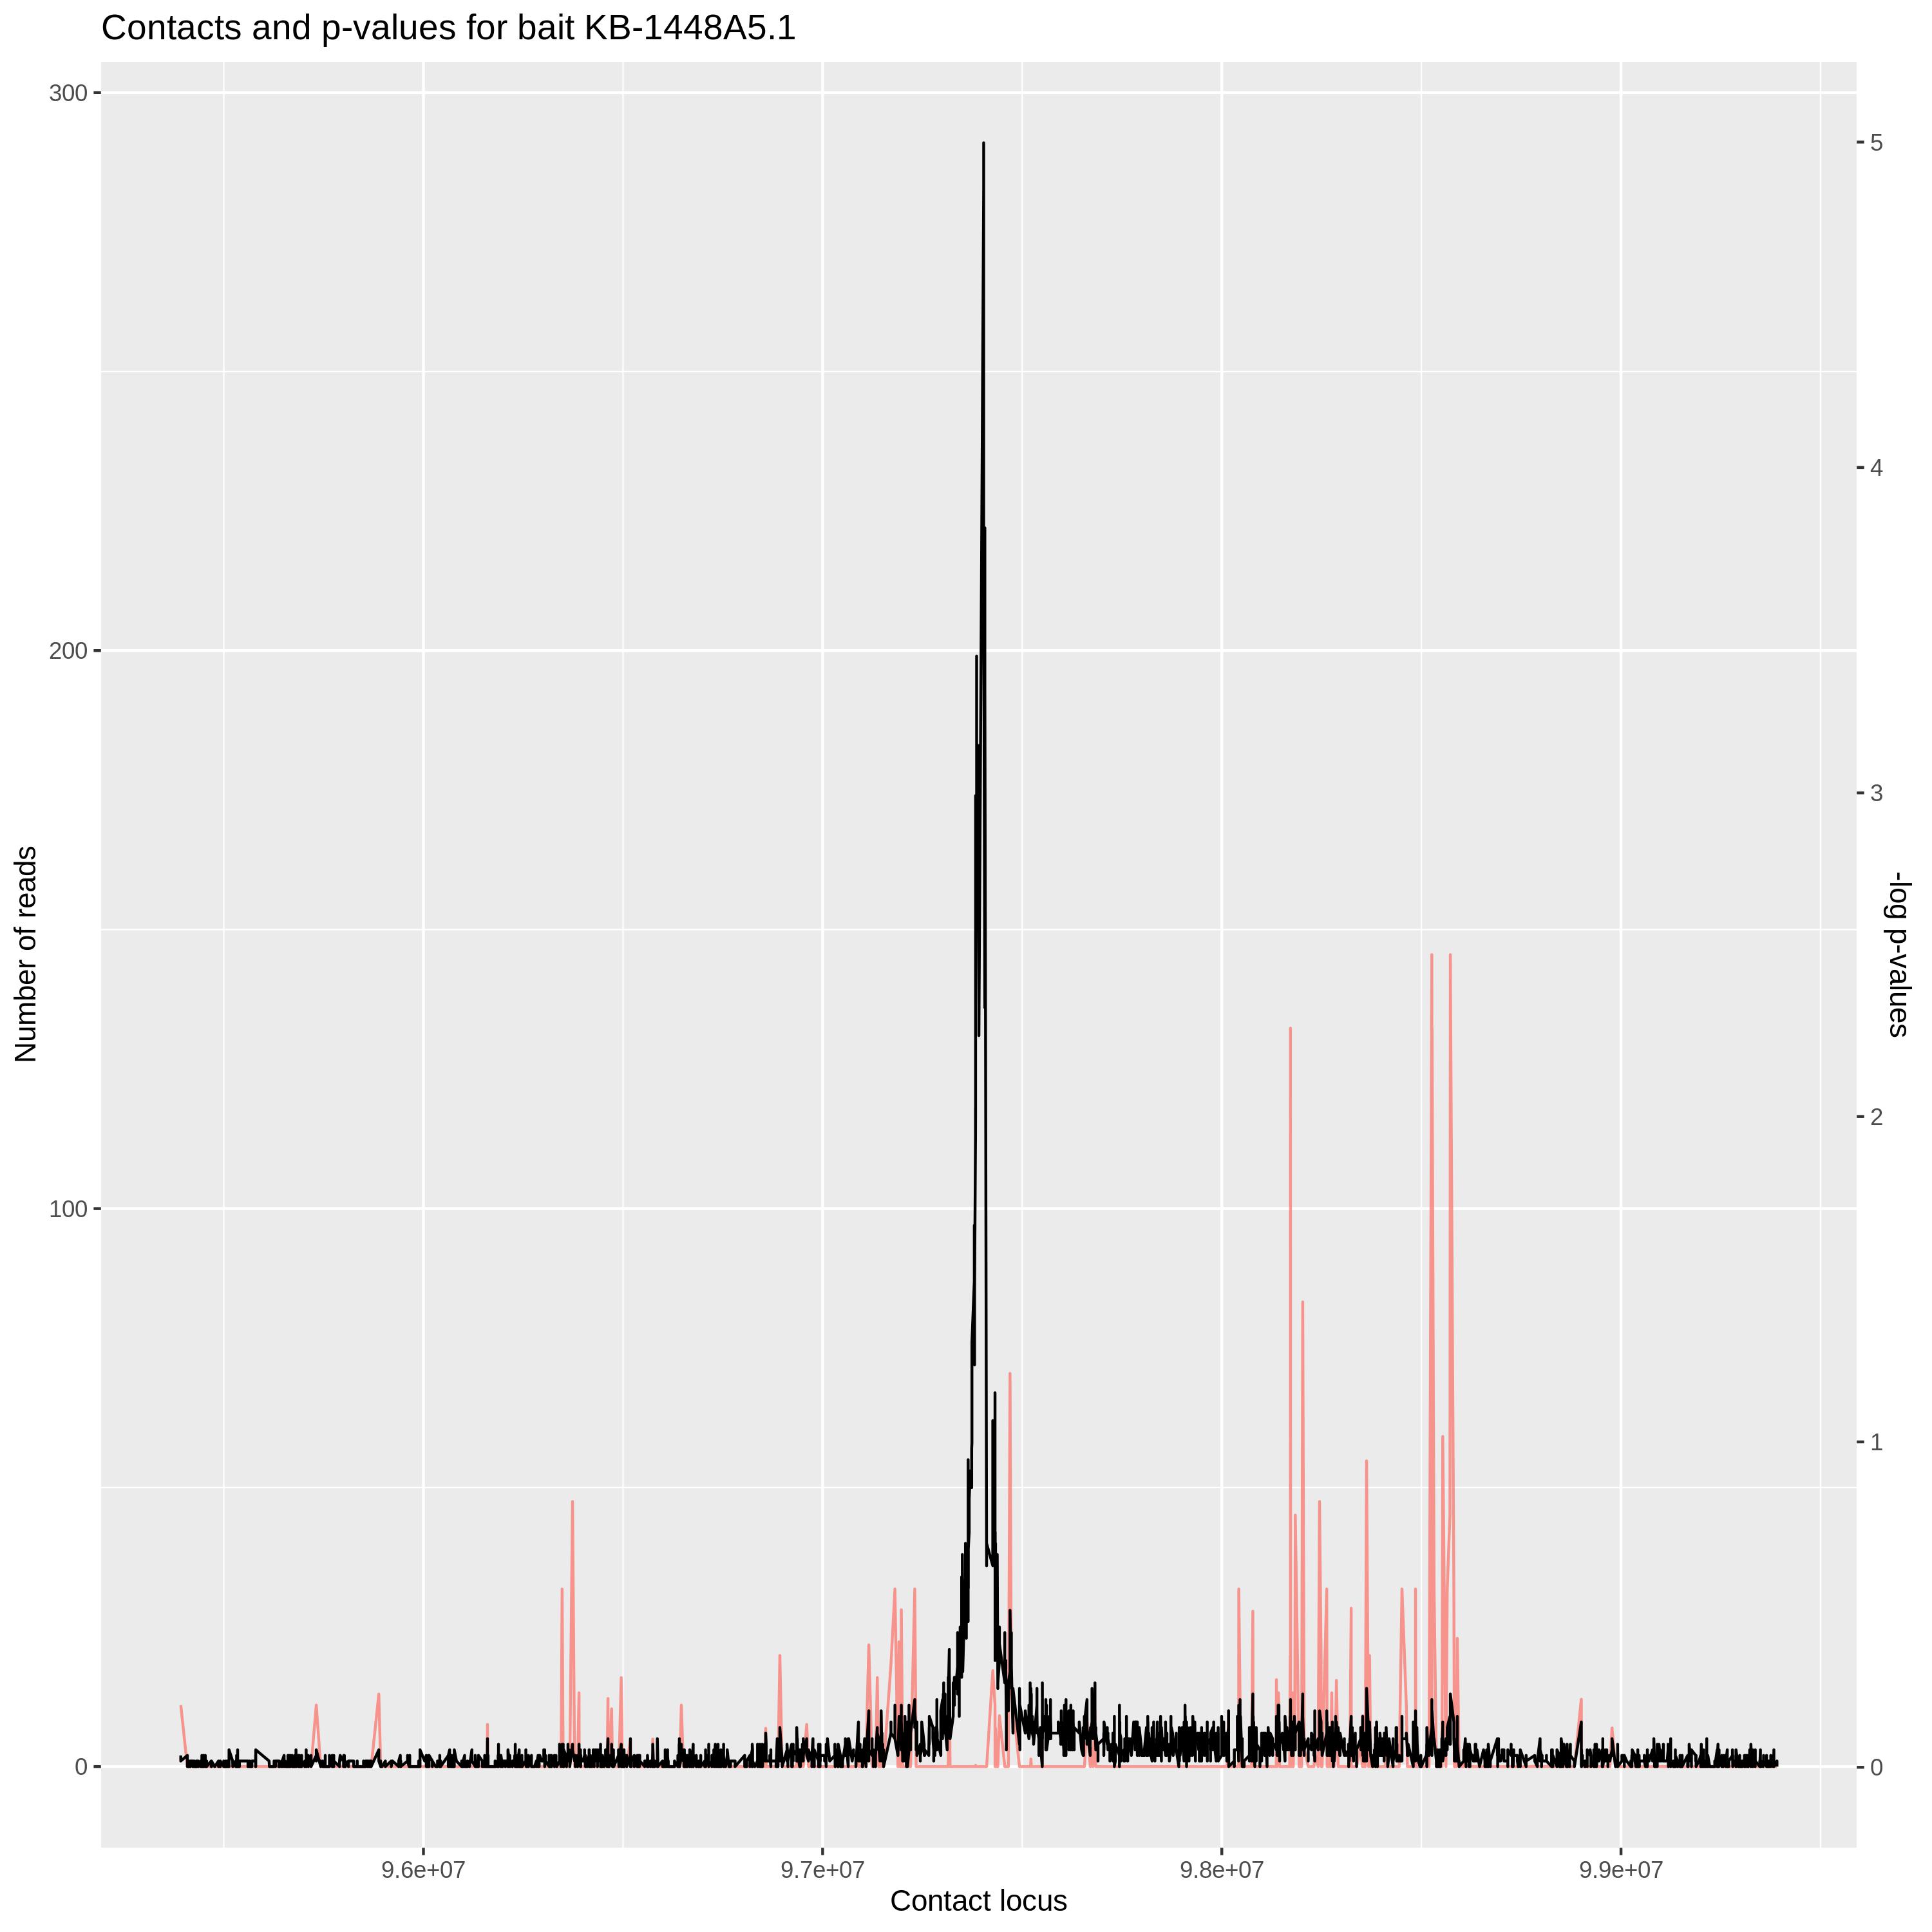 Contacts and p-values for bait KB-1448A5.1
300
200
100
0
Number of reads
5
4
3
2
1
0
-log p-values
9.6e+07
9.7e+07
9.8e+07
9.9e+07
Contact locus